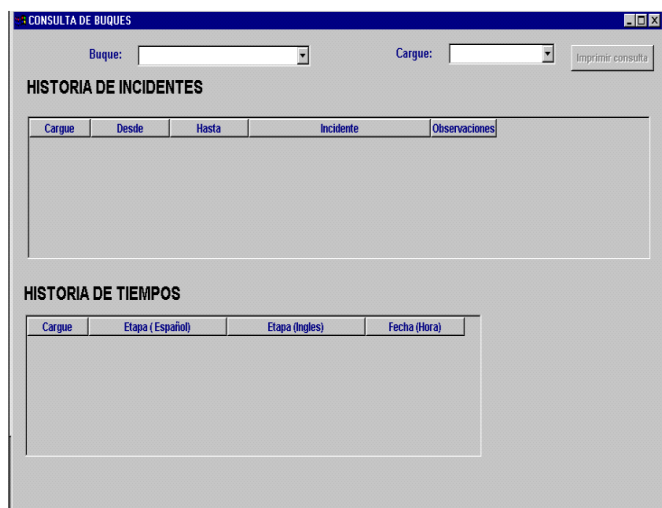 CONSULTA DE BUQUES
Buque: Cargue: Imprimir consulta
HISTORIA DE INCIDENTES
Cargue Desde Hasta Incidente Observaciones
HISTORIA DE TIEMPOS
Cargue Etapa ( Español) Etapa (Ingles) Fecha (Hora)